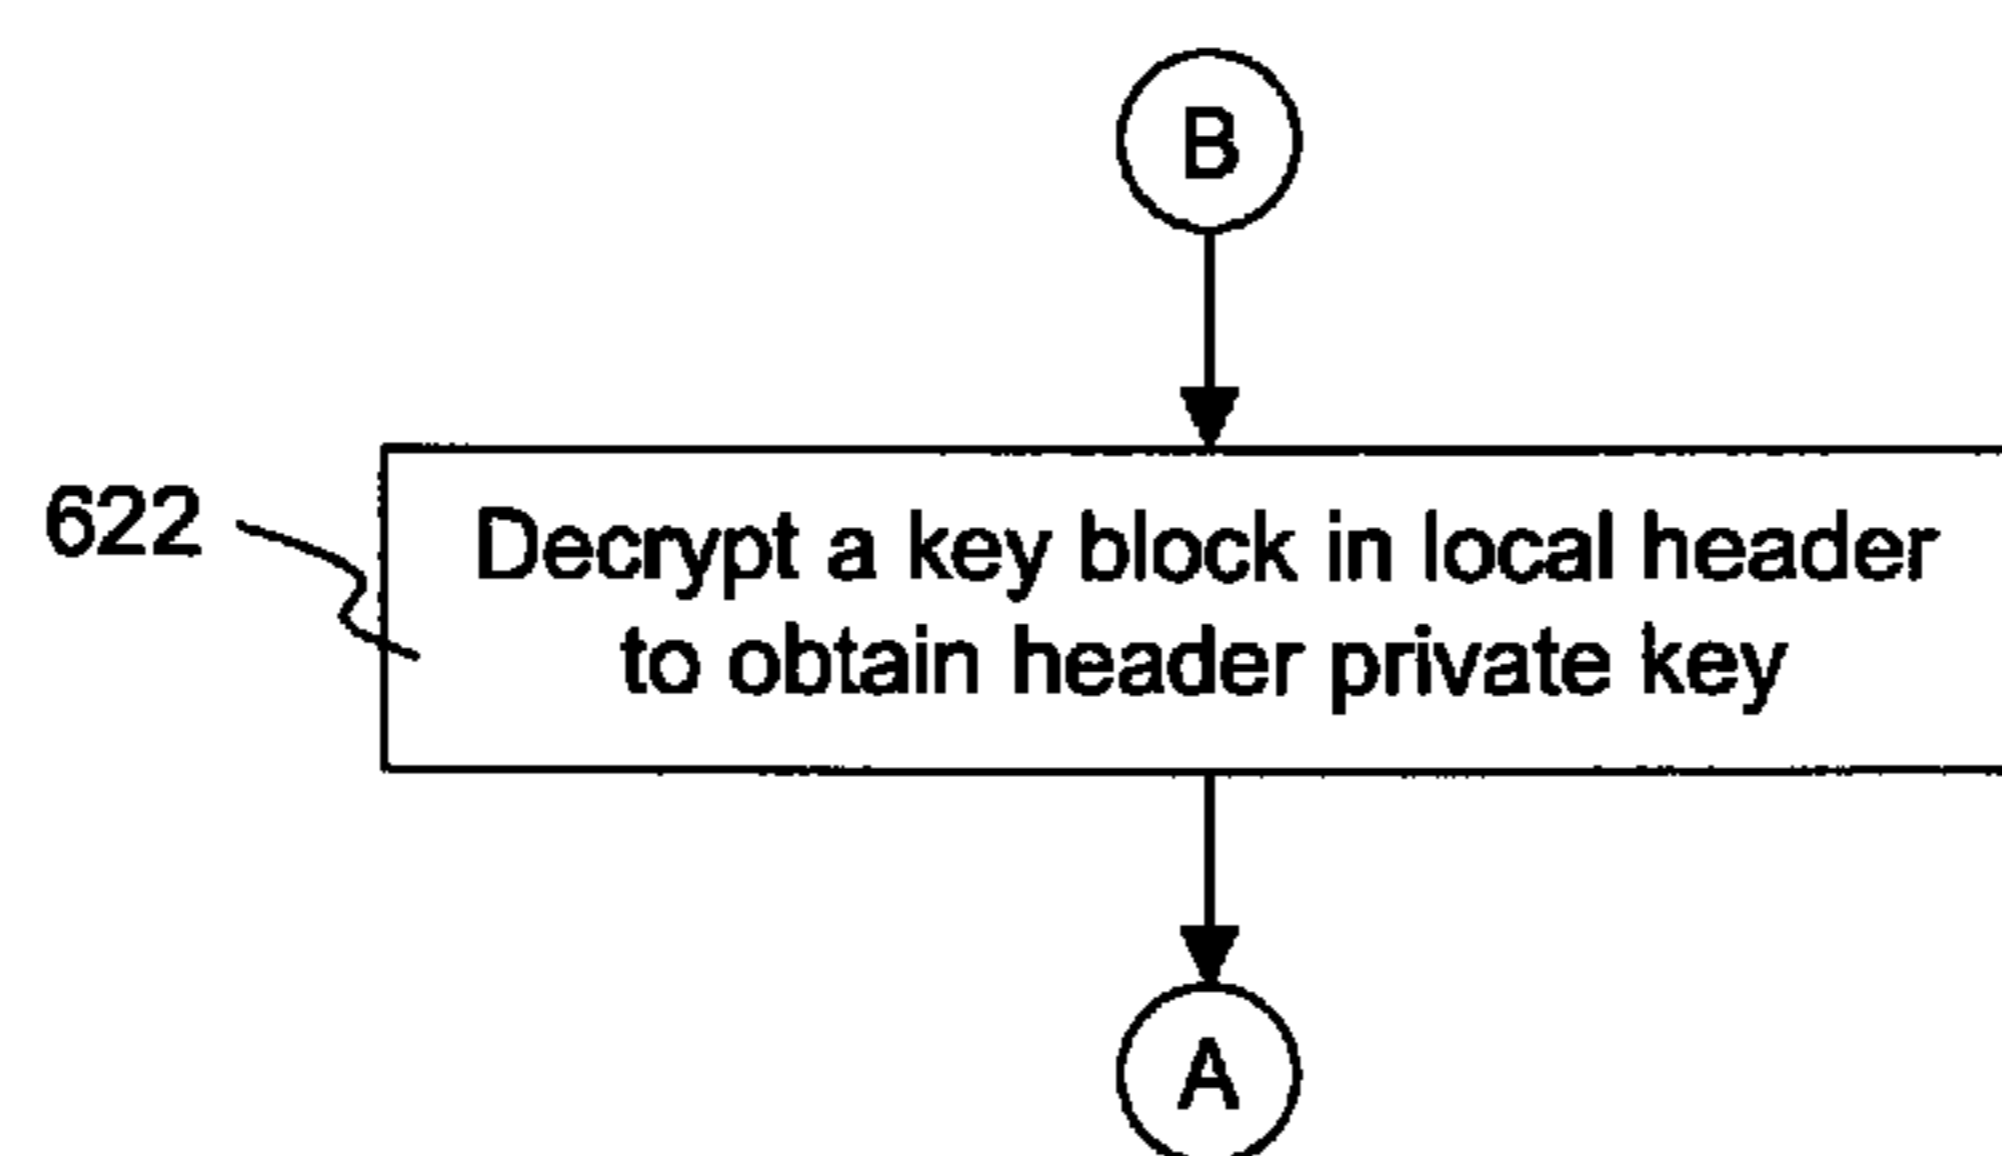 B
622
Decrypt a key block in local header
to obtain header private key
A